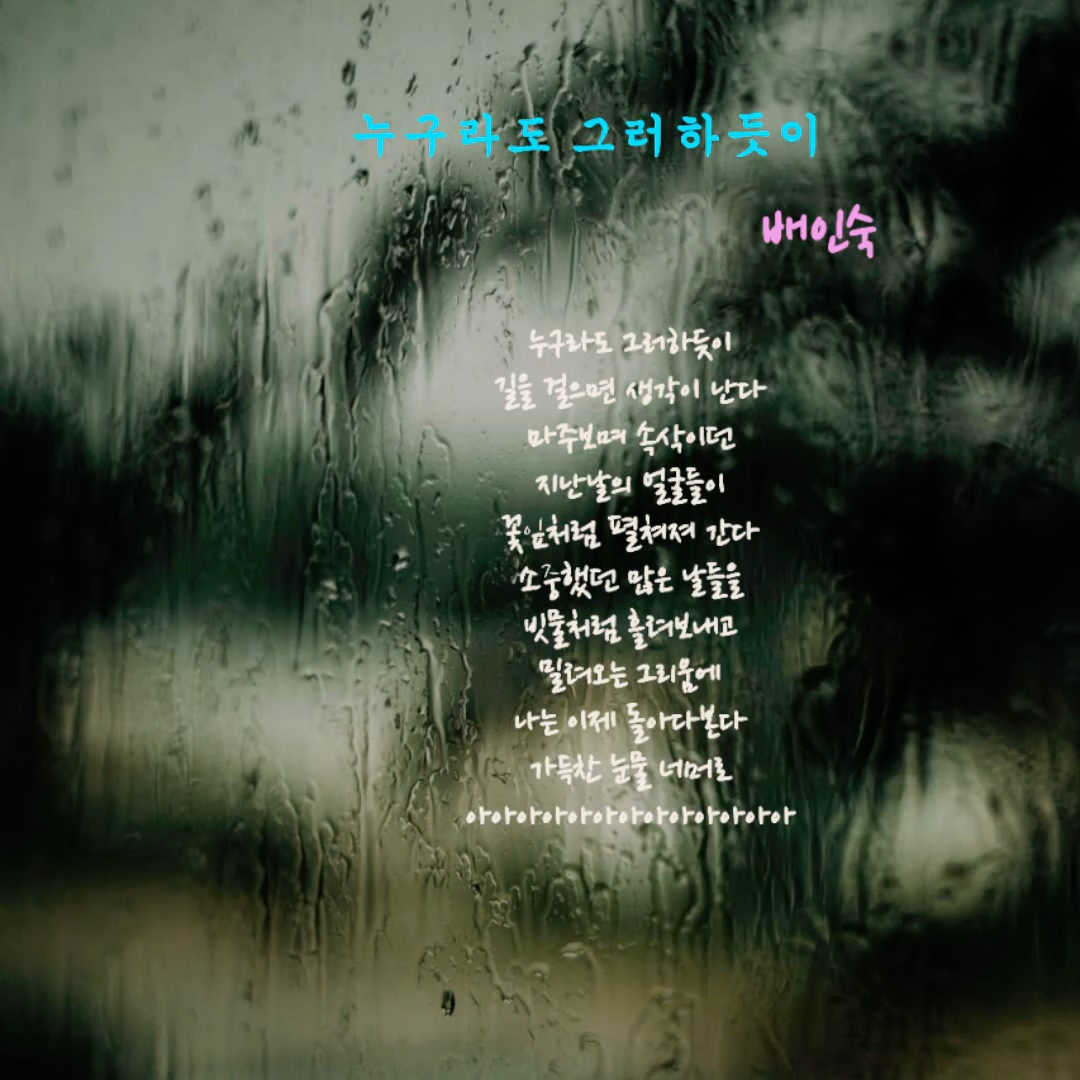 누구라도 그러하듯이
배인숙
누구라도 그러하듯이
길을 걸으면 생각이 난다
마주보며 속삭이던
지난날의 얼굴들이
꽃잎처럼 펼쳐져 간다
소중했던 많은 날들을
빗물처럼 흘려보내고
밀려오는 그리움에
나는 이제 돌아다본다
가득찬 눈물 너머로
아아아아아아아아아아아아아